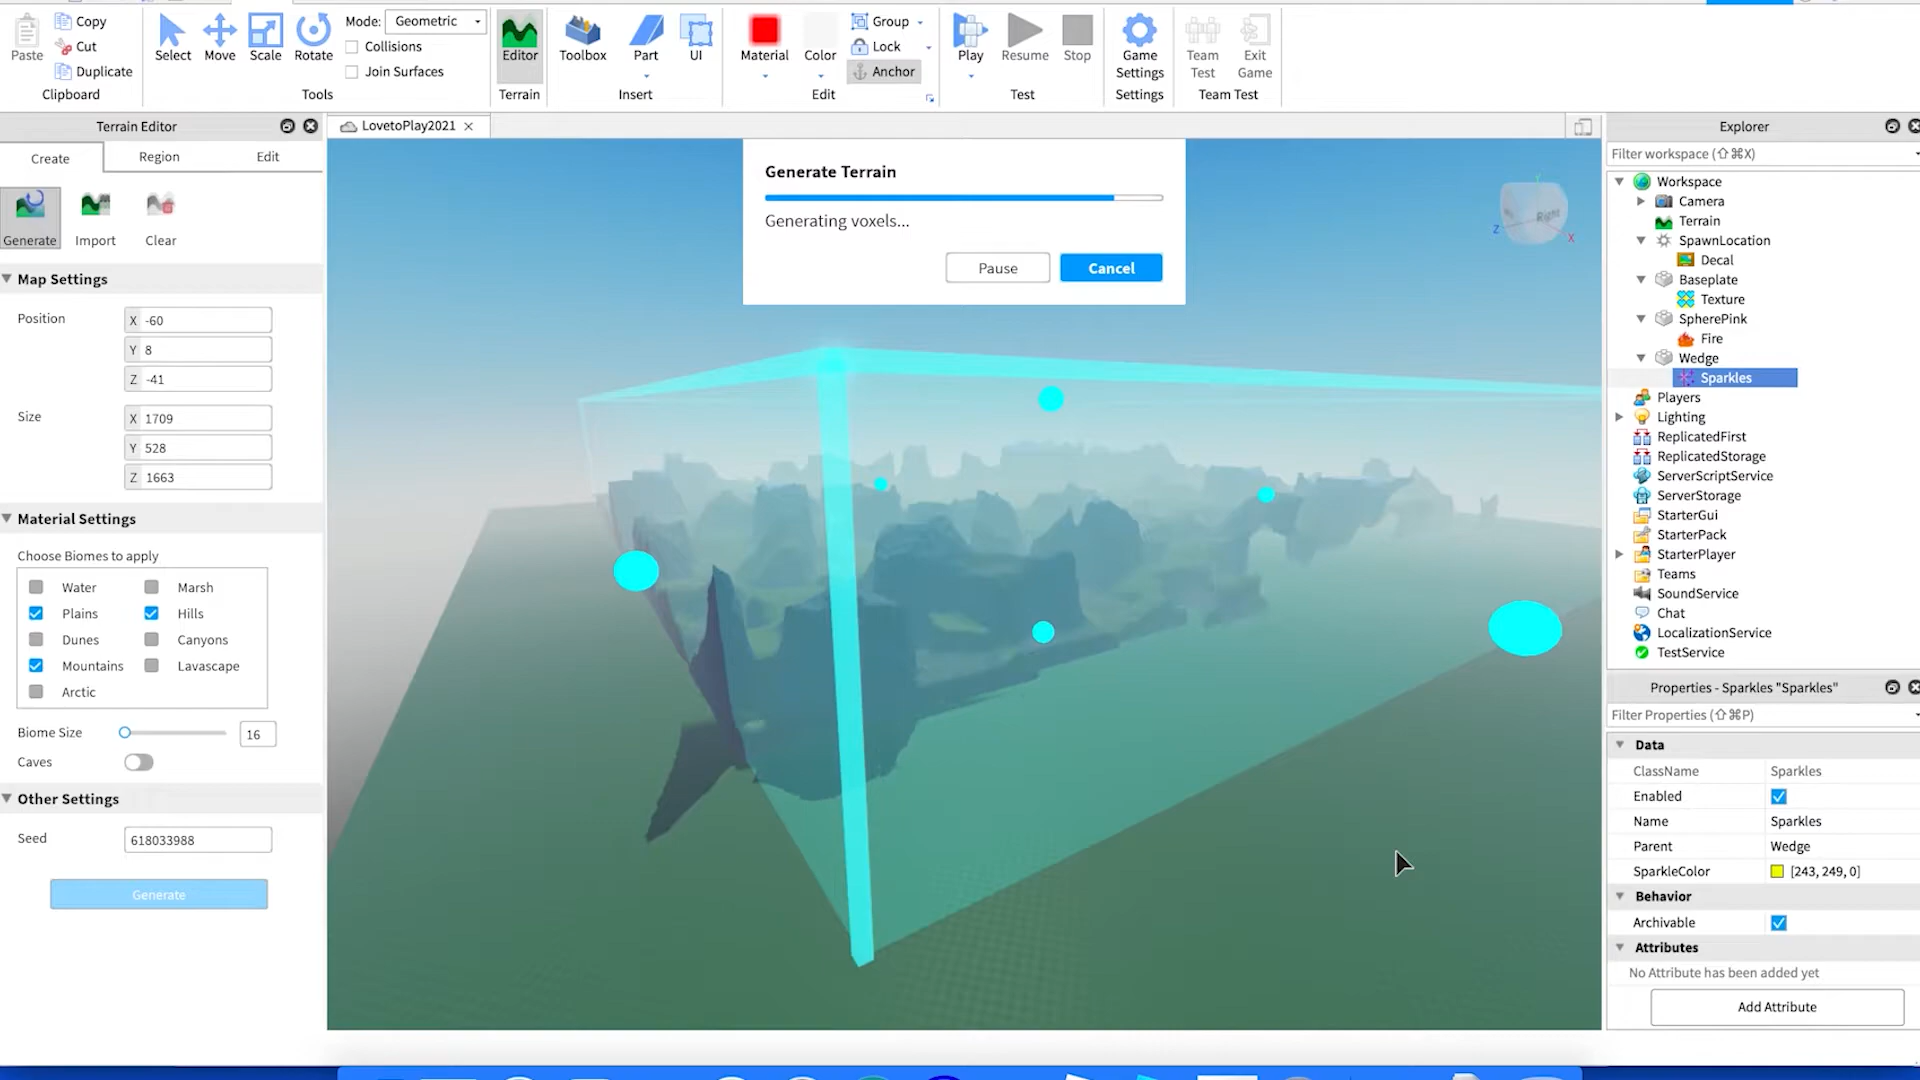 Paste
Copy
Cut
Duplicate
Clipboard
Select
Move
Scale
Rotate
Mode:
Geometric
Collisions
Join Surfaces
Tools
Editor
Terrain
Toolbox
Part
UI
Insert
Material
Color
Group
Lock
Anchor
Edit
Play
Resume
Stop
Test
Game
Settings
Settings
Team
Test
Exit
Game
Team Test
Terrain Editor
Create
Region
Edit
Generate
Import
Clear
Map Settings
Position
X -60
Y 8
Z -41
Size
X 1709
Y 528
Z 1663
Material Settings
Choose Biomes to apply
Water
Marsh
Plains
Hills
Dunes
Canyons
Mountains
Lavascape
Arctic
Biome Size
16
Caves
Other Settings
Seed
618033988
Generate
LovetoPlay2021
Generate Terrain
Generating voxels...
Pause
Cancel
Y
Right
Z
X
Explorer
Filter workspace (⇧⌘X)
Workspace
Camera
Terrain
SpawnLocation
Decal
Baseplate
Texture
SpherePink
Fire
Wedge
Sparkles
Players
Lighting
ReplicatedFirst
ReplicatedStorage
ServerScriptService
ServerStorage
StarterGui
StarterPack
StarterPlayer
Teams
SoundService
Chat
LocalizationService
TestService
Properties - Sparkles "Sparkles"
Filter Properties (⇧⌘P)
Data
ClassName Sparkles
Enabled
Name Sparkles
Parent Wedge
SparkleColor [243, 249, 0]
Behavior
Archivable
Attributes
No Attribute has been added yet
Add Attribute